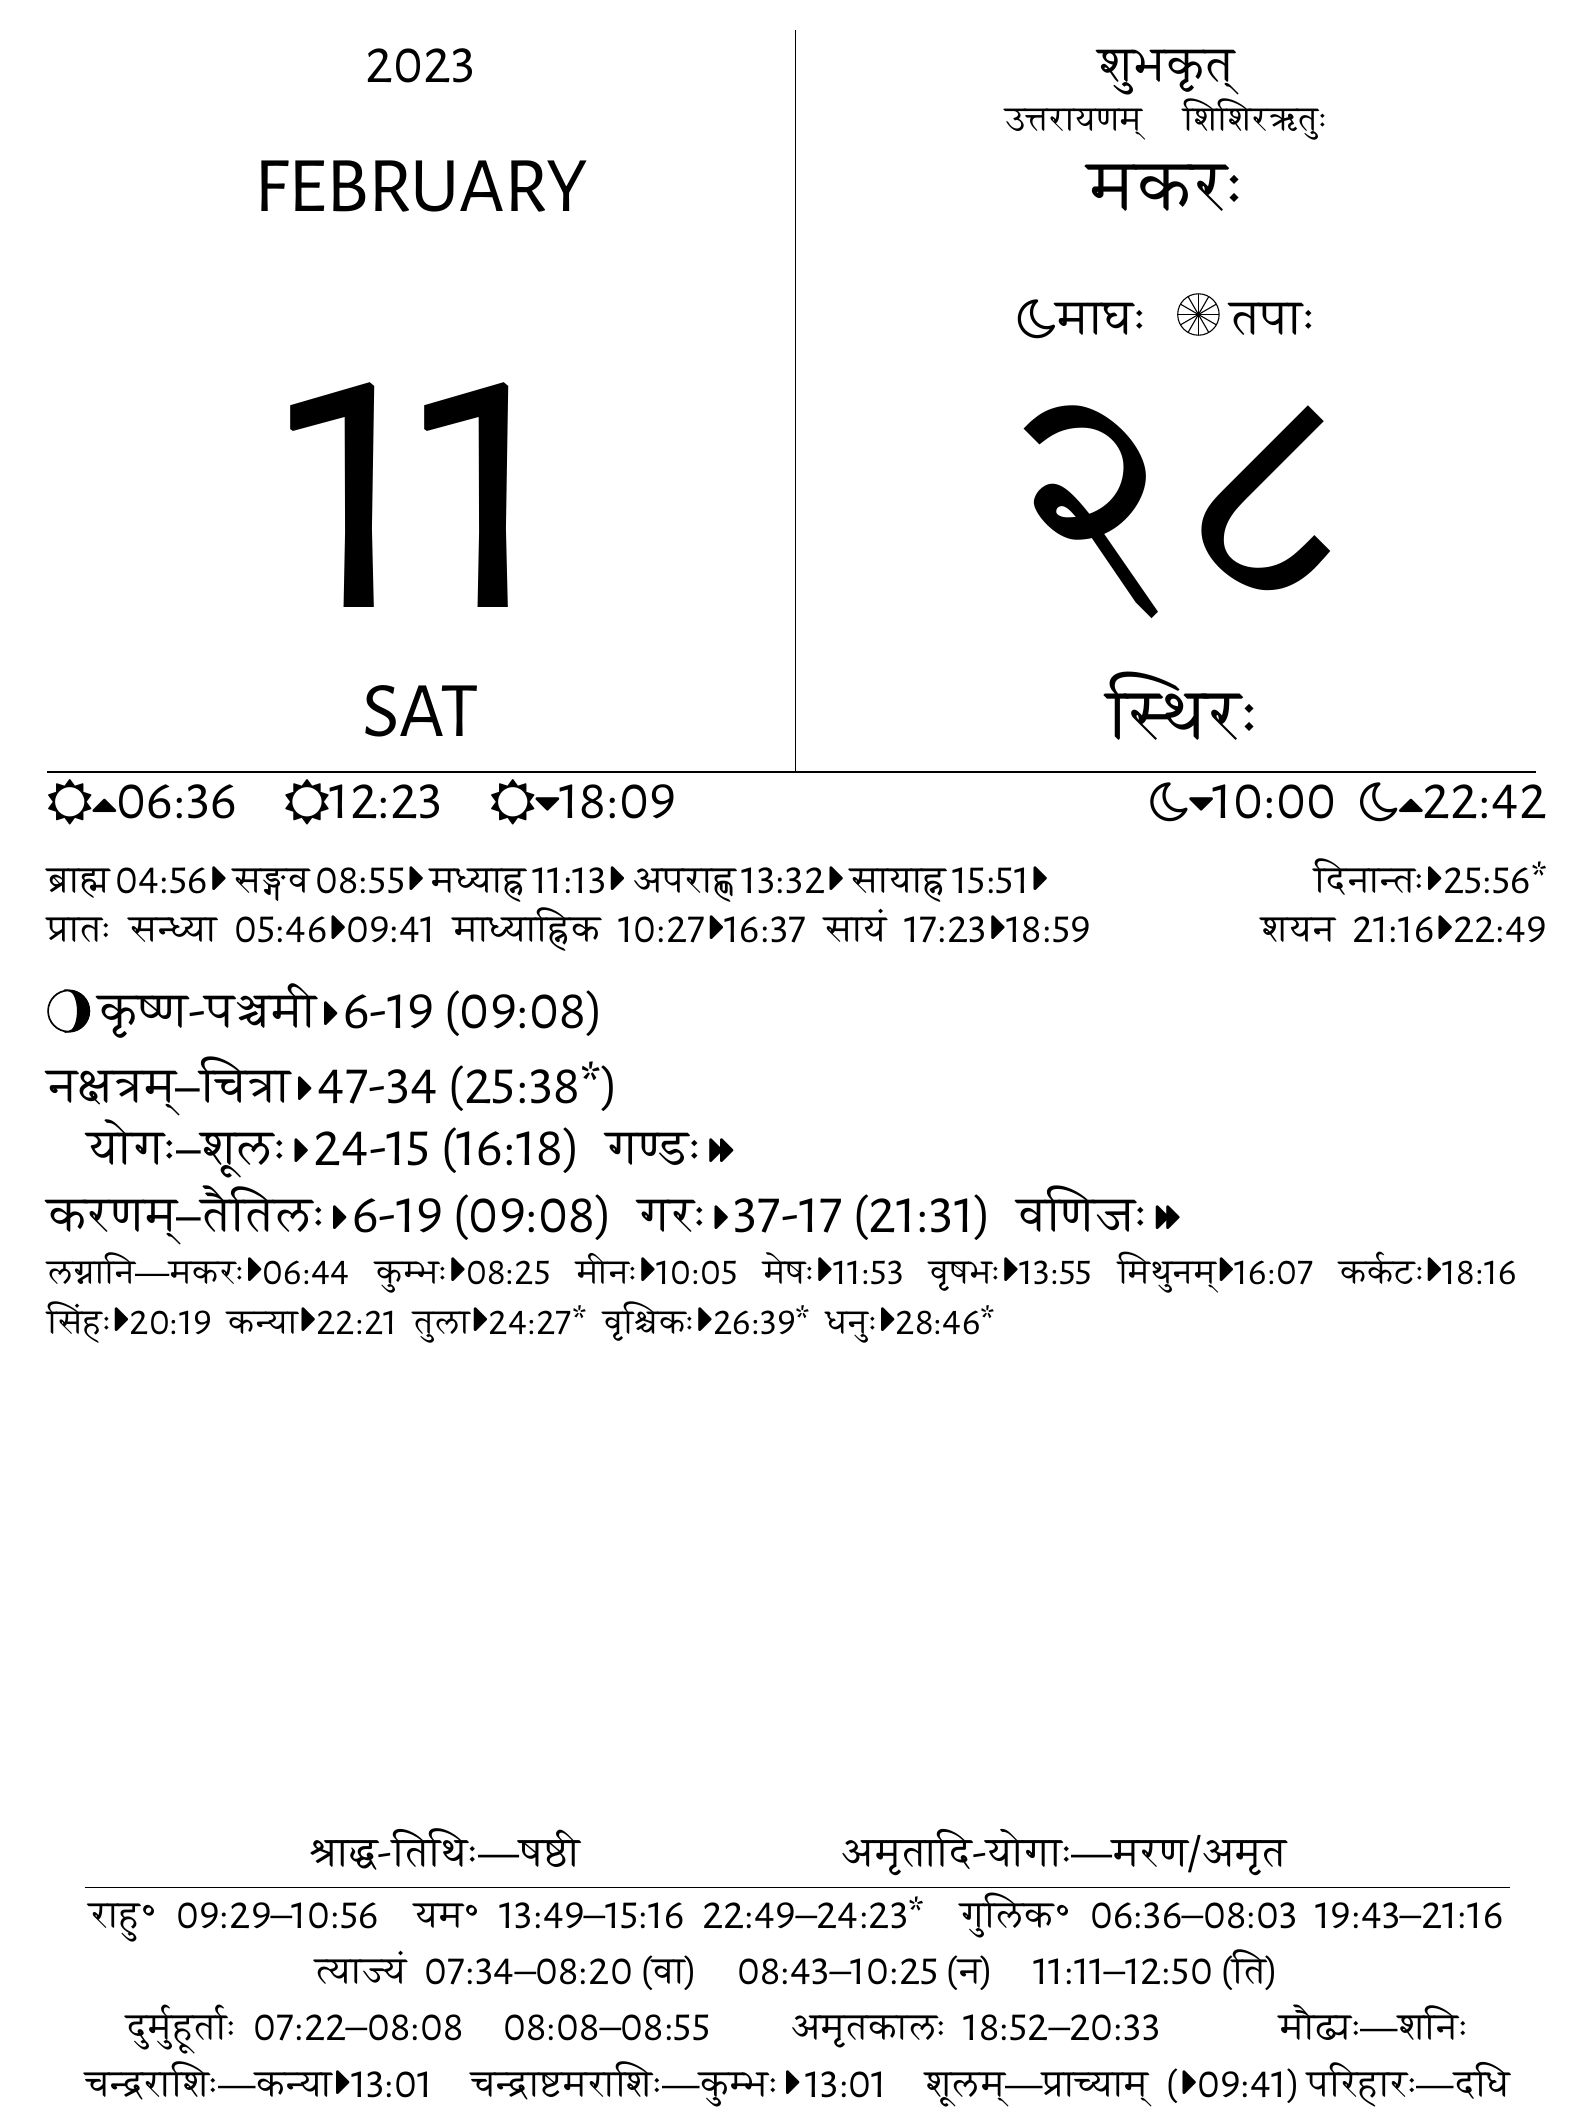 2023
FEBRUARY
11
SAT
शुभकृत्
उत्तरायणम् शिशिरऋतुः
मकरः
माघः तपाः
२८
स्थिरः
06:36 12:23 18:09 10:00 22:42
ब्राह्म 04:56 सङ्गव 08:55 मध्याह्न 11:13 अपराह्ण 13:32 सायाह्न 15:51 दिनान्तः 25:56*
प्रातः सन्ध्या 05:46 09:41 माध्याह्निक 10:27 16:37 सायं 17:23 18:59 शयन 21:16 22:49
कृष्ण-पञ्चमी 6-19 (09:08)
नक्षत्रम्–चित्रा 47-34 (25:38*)
योगः–शूलः 24-15 (16:18) गण्डः
करणम्–तैतिलः 6-19 (09:08) गरः 37-17 (21:31) वणिजः
लग्नानि—मकरः 06:44 कुम्भः 08:25 मीनः 10:05 मेषः 11:53 वृषभः 13:55 मिथुनम् 16:07 कर्कटः 18:16
सिंहः 20:19 कन्या 22:21 तुला 24:27* वृश्चिकः 26:39* धनुः 28:46*
श्राद्ध-तिथिः—षष्ठी अमृतादि-योगाः—मरण/अमृत
राहु॰ 09:29–10:56 यम॰ 13:49–15:16 22:49–24:23* गुलिक॰ 06:36–08:03 19:43–21:16
त्याज्यं 07:34–08:20 (वा) 08:43–10:25 (न) 11:11–12:50 (ति)
दुर्मुहूर्ताः 07:22–08:08 08:08–08:55 अमृतकालः 18:52–20:33 मौढ्यः—शनिः
चन्द्रराशिः—कन्या 13:01 चन्द्राष्टमराशिः—कुम्भः 13:01 शूलम्—प्राच्याम् (09:41) परिहारः—दधि